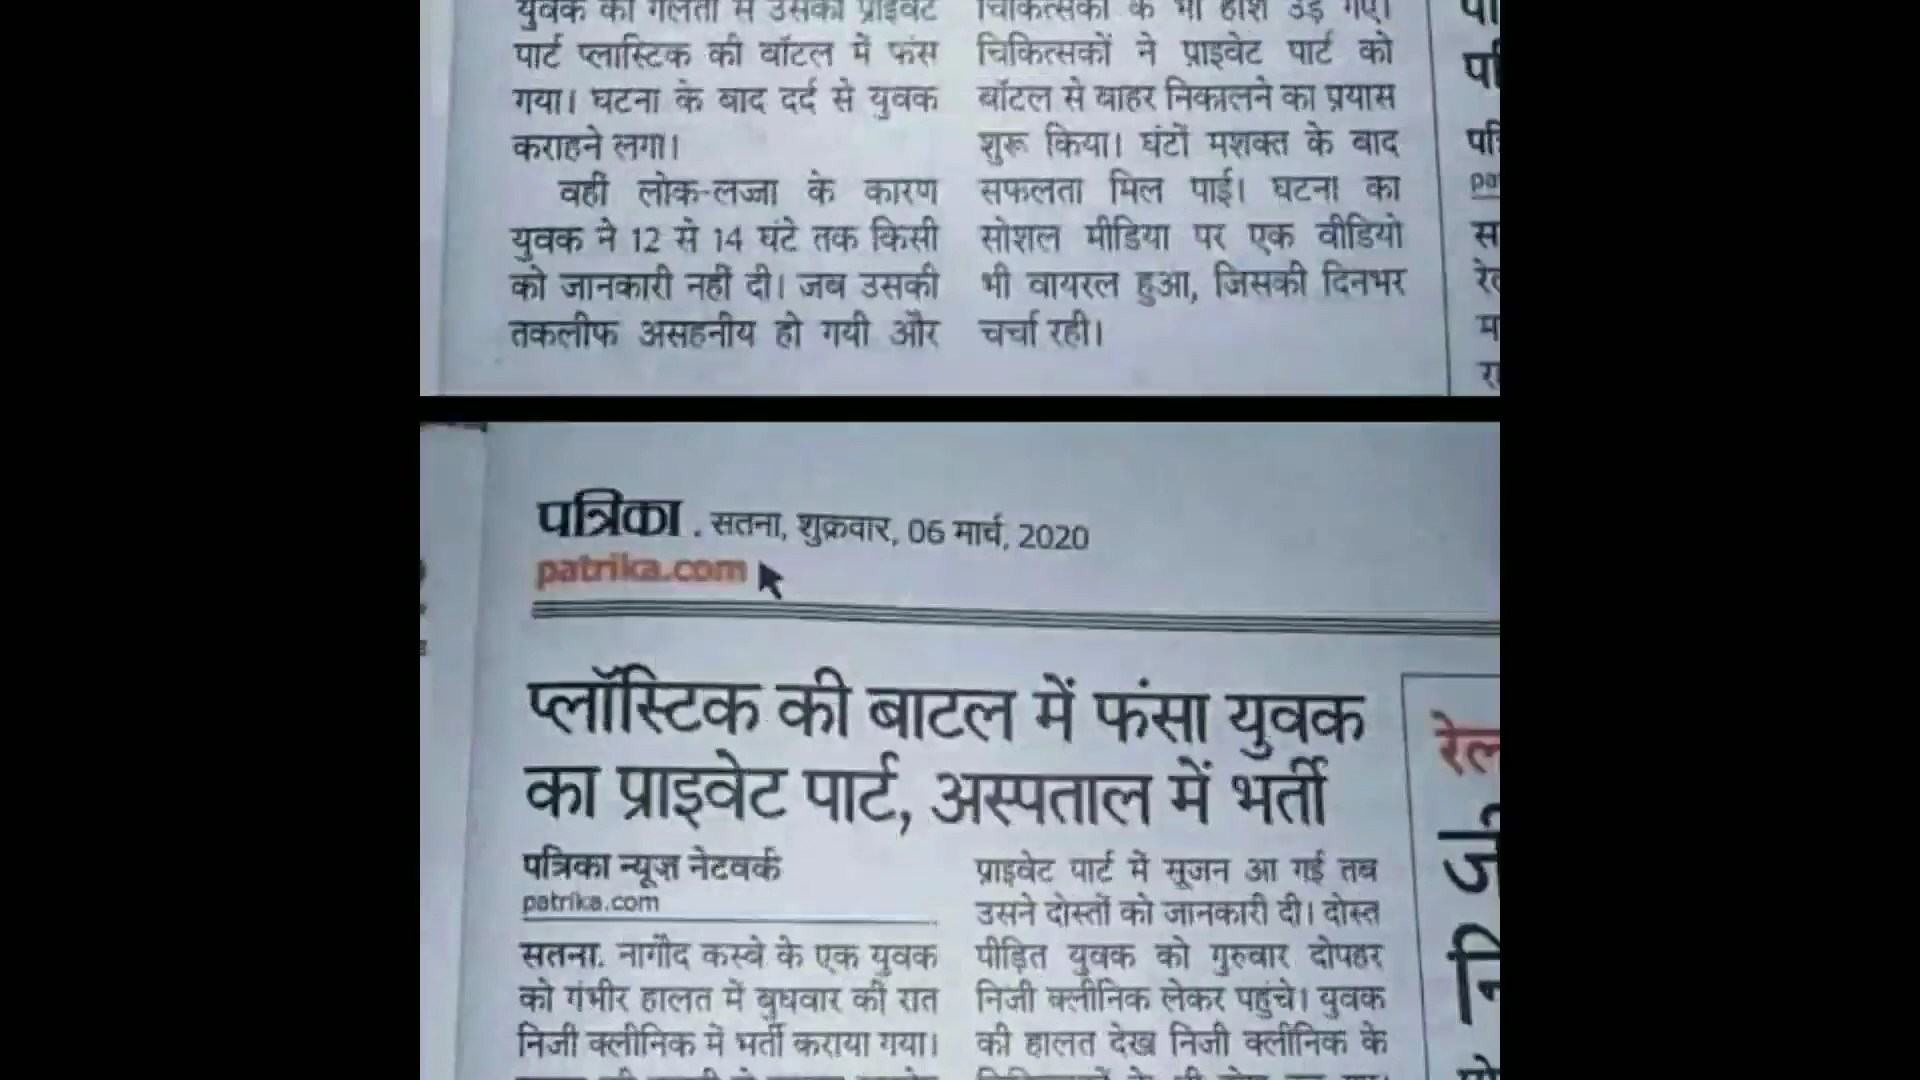 युवक की गलती से उसका प्राइवेट
पार्ट प्लास्टिक की बॉटल में फंस
गया। घटना के बाद दर्द से युवक
कराहने लगा।
वहीं लोक-लज्जा के कारण
युवक ने 12 से 14 घंटे तक किसी
को जानकारी नहीं दी। जब उसकी
तकलीफ असहनीय हो गयी और
चिकित्सकों के भी होश उड़ गए।
चिकित्सकों ने प्राइवेट पार्ट को
बॉटल से बाहर निकालने का प्रयास
शुरू किया। घंटों मशक्त के बाद
सफलता मिल पाई। घटना का
सोशल मीडिया पर एक वीडियो
भी वायरल हुआ, जिसकी दिनभर
चर्चा रही।
पत्रिका . सतना, शुक्रवार, 06 मार्च, 2020
patrika.com
प्लॉस्टिक की बाटल में फंसा युवक
का प्राइवेट पार्ट, अस्पताल में भर्ती
पत्रिका न्यूज नेटवर्क
patrika.com
सतना. नागौद कस्बे के एक युवक
को गंभीर हालत में बुधवार की रात
निजी क्लीनिक में भर्ती कराया गया।
प्राइवेट पार्ट में सूजन आ गई तब
उसने दोस्तों को जानकारी दी। दोस्त
पीड़ित युवक को गुरुवार दोपहर
निजी क्लीनिक लेकर पहुंचे। युवक
की हालत देख निजी क्लीनिक के
रेल